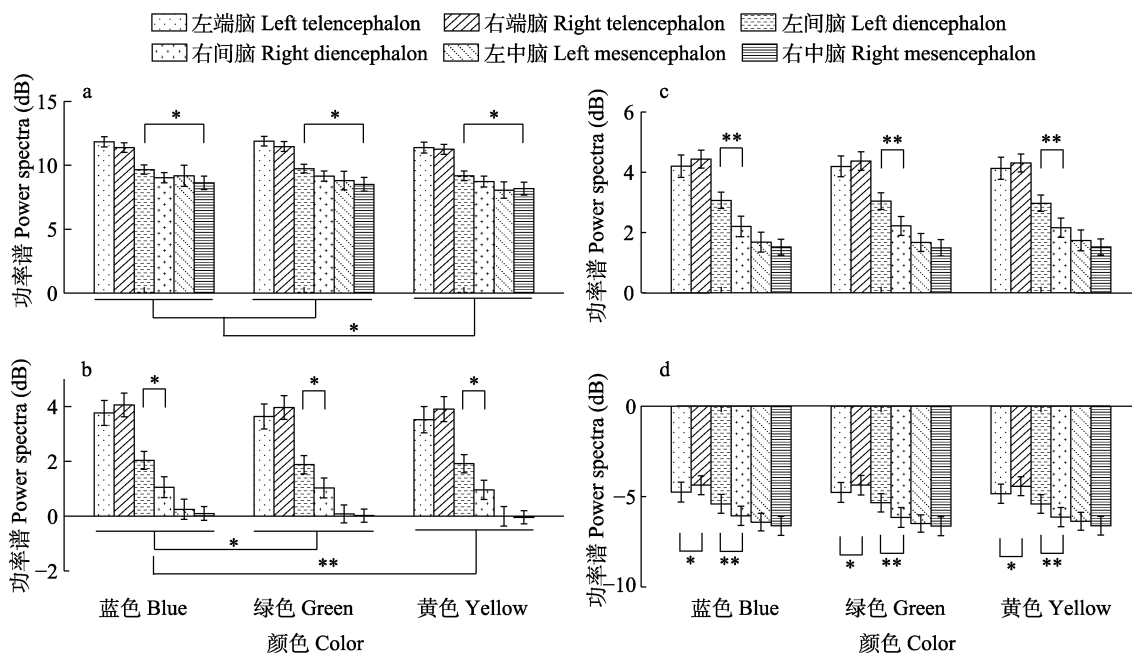 左端脑 Left telencephalon 右端脑 Right telencephalon 左间脑 Left diencephalon
右间脑 Right diencephalon 左中脑 Left mesencephalon 右中脑 Right mesencephalon
a
功率谱 Power spectra (dB)
15
10
5
0
*
*
*
*
c
功率谱 Power spectra (dB)
6
4
2
0
**
**
**
b
功率谱 Power spectra (dB)
4
2
0
−2
*
*
*
*
**
蓝色 Blue 绿色 Green 黄色 Yellow
颜色 Color
d
功率谱 Power spectra (dB)
0
−5
−10
* **
* **
* **
蓝色 Blue 绿色 Green 黄色 Yellow
颜色 Color